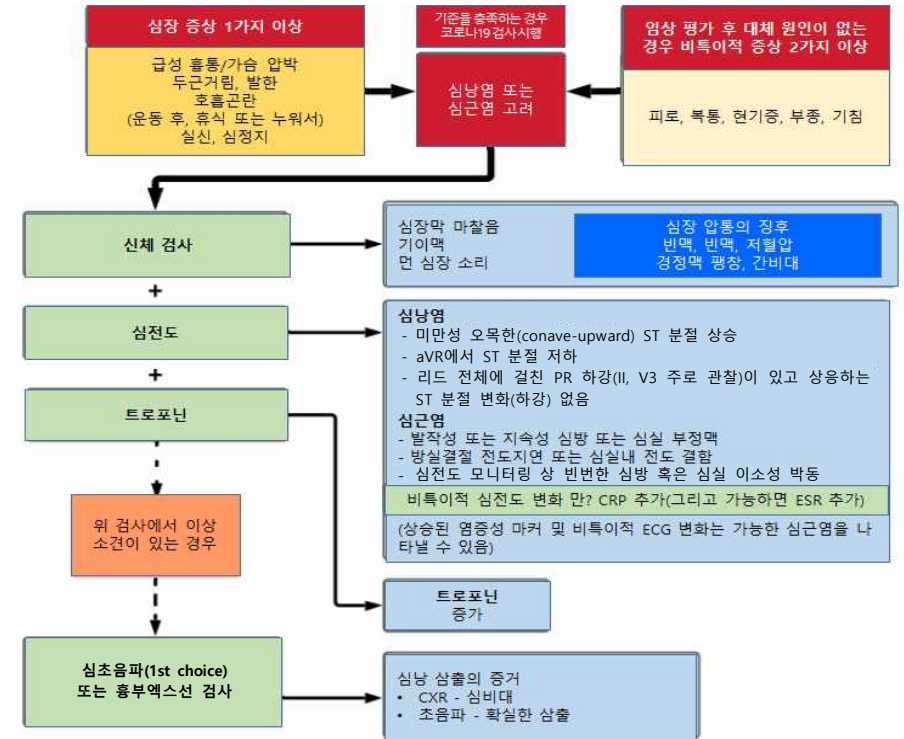 심장 증상 1가지 이상
급성 흉통/가슴 압박
두근거림, 발한
호흡곤란
(운동 후, 휴식 또는 누워서)
실신, 심정지
기준을 충족하는 경우
코로나19 검사시행
심낭염 또는
심근염 고려
임상 평가 후 대체 원인이 없는
경우 비특이적 증상 2가지 이상
피로, 복통, 현기증, 부종, 기침
신체 검사
심장막 마찰음
기이맥
먼 심장 소리
심장 압통의 징후
빈맥, 빈맥, 저혈압
경정맥 팽창, 간비대
+
심전도
심낭염
- 미만성 오목한(conave-upward) ST 분절 상승
- aVR에서 ST 분절 저하
- 리드 전체에 걸친 PR 하강(II, V3 주로 관찰)이 있고 상응하는
ST 분절 변화(하강) 없음
심근염
- 발작성 또는 지속성 심방 또는 심실 부정맥
- 방실결절 전도지연 또는 심실내 전도 결함
- 심전도 모니터링 상 빈번한 심방 혹은 심실 이소성 박동
비특이적 심전도 변화 만? CRP 추가(그리고 가능하면 ESR 추가)
(상승된 염증성 마커 및 비특이적 ECG 변화는 가능한 심근염을 나
타낼 수 있음)
+
트로포닌
위 검사에서 이상
소견이 있는 경우
트로포닌
증가
심초음파(1st choice)
또는 흉부엑스선 검사
심낭 삼출의 증거
• CXR - 심비대
• 초음파 - 확실한 삼출